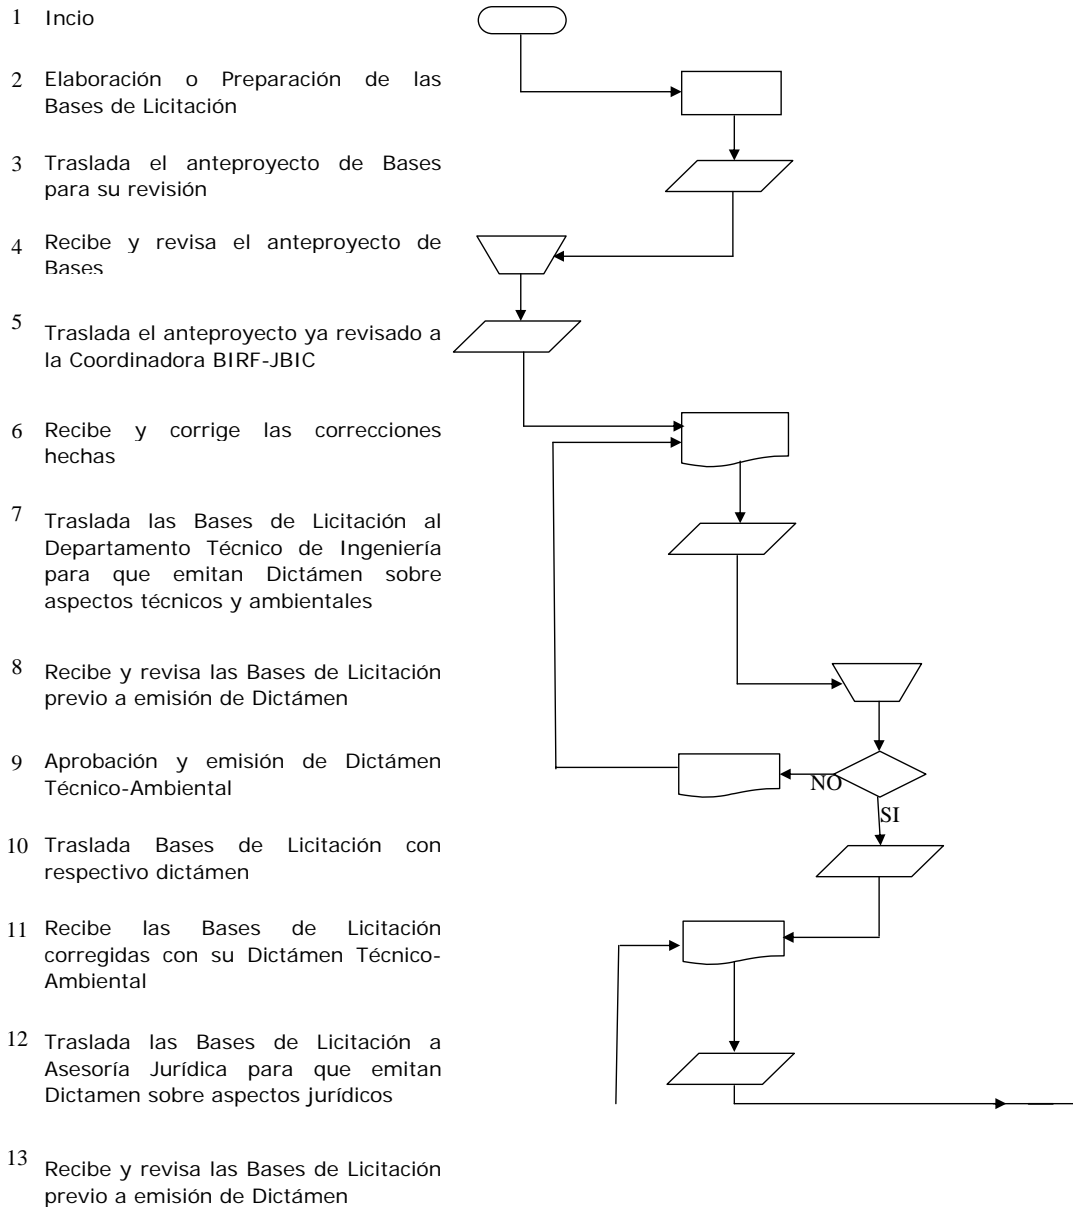 1 Incio
2 Elaboración o Preparación de las
Bases de Licitación
3 Traslada el anteproyecto de Bases
para su revisión
4 Recibe y revisa el anteproyecto de
Bases
5 Traslada el anteproyecto ya revisado a
la Coordinadora BIRF-JBIC
6 Recibe y corrige las correcciones
hechas
7 Traslada las Bases de Licitación al
Departamento Técnico de Ingeniería
para que emitan Dictámen sobre
aspectos técnicos y ambientales
8 Recibe y revisa las Bases de Licitación
previo a emisión de Dictámen
9 Aprobación y emisión de Dictámen
Técnico-Ambiental
NO
SI
10 Traslada Bases de Licitación con
respectivo dictámen
11 Recibe las Bases de Licitación
corregidas con su Dictámen Técnico-
Ambiental
12 Traslada las Bases de Licitación a
Asesoría Jurídica para que emitan
Dictamen sobre aspectos jurídicos
13 Recibe y revisa las Bases de Licitación
previo a emisión de Dictámen